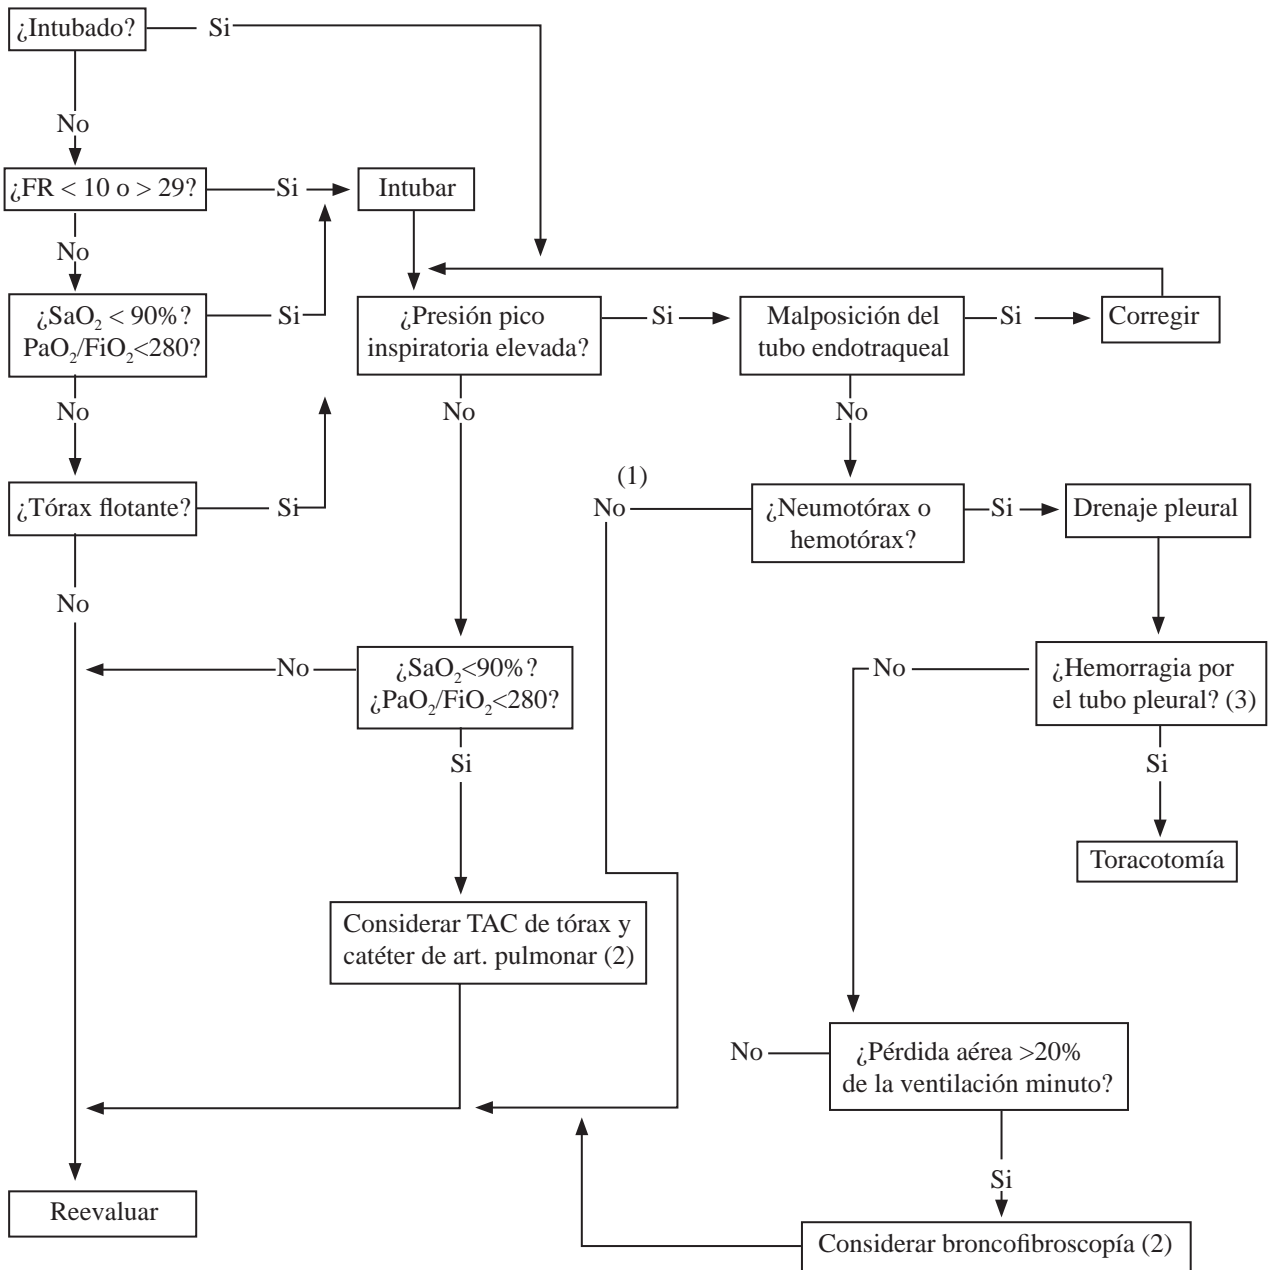 ¿Intubado?
Si
No
¿FR < 10 o > 29?
Si
Intubar
No
¿SaO₂ < 90%?
PaO₂/FiO₂<280?
Si
¿Presión pico
inspiratoria elevada?
Si
Malposición del
tubo endotraqueal
Si
Corregir
No
No
No
¿Tórax flotante?
Si
(1)
No
¿Neumotórax o
hemotórax?
Si
Drenaje pleural
No
No
¿SaO₂<90%?
¿PaO₂/FiO₂<280?
No
¿Hemorragia por
el tubo pleural? (3)
Si
Si
Toracotomía
Considerar TAC de tórax y
catéter de art. pulmonar (2)
No
¿Pérdida aérea >20%
de la ventilación minuto?
Si
Reevaluar
Considerar broncofibroscopía (2)